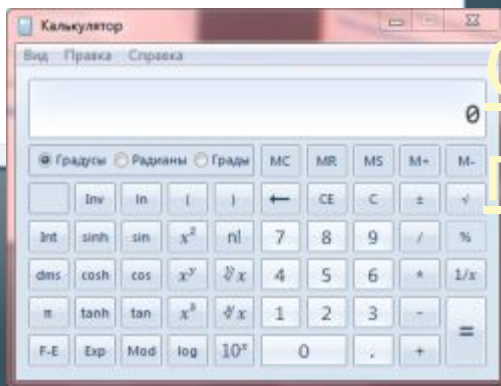 Калькулятор
Вид Правка Справка
0
Градусы Радианы Грады MC MR MS M+ M-
Inv ln ( ) ← CE C ± √
Int sinh sin x² n! 7 8 9 / %
dms cosh cos xʸ ʸ√x 4 5 6 * 1/x
π tanh tan x³ ³√x 1 2 3 - =
F-E Exp Mod log 10ˣ 0 , +